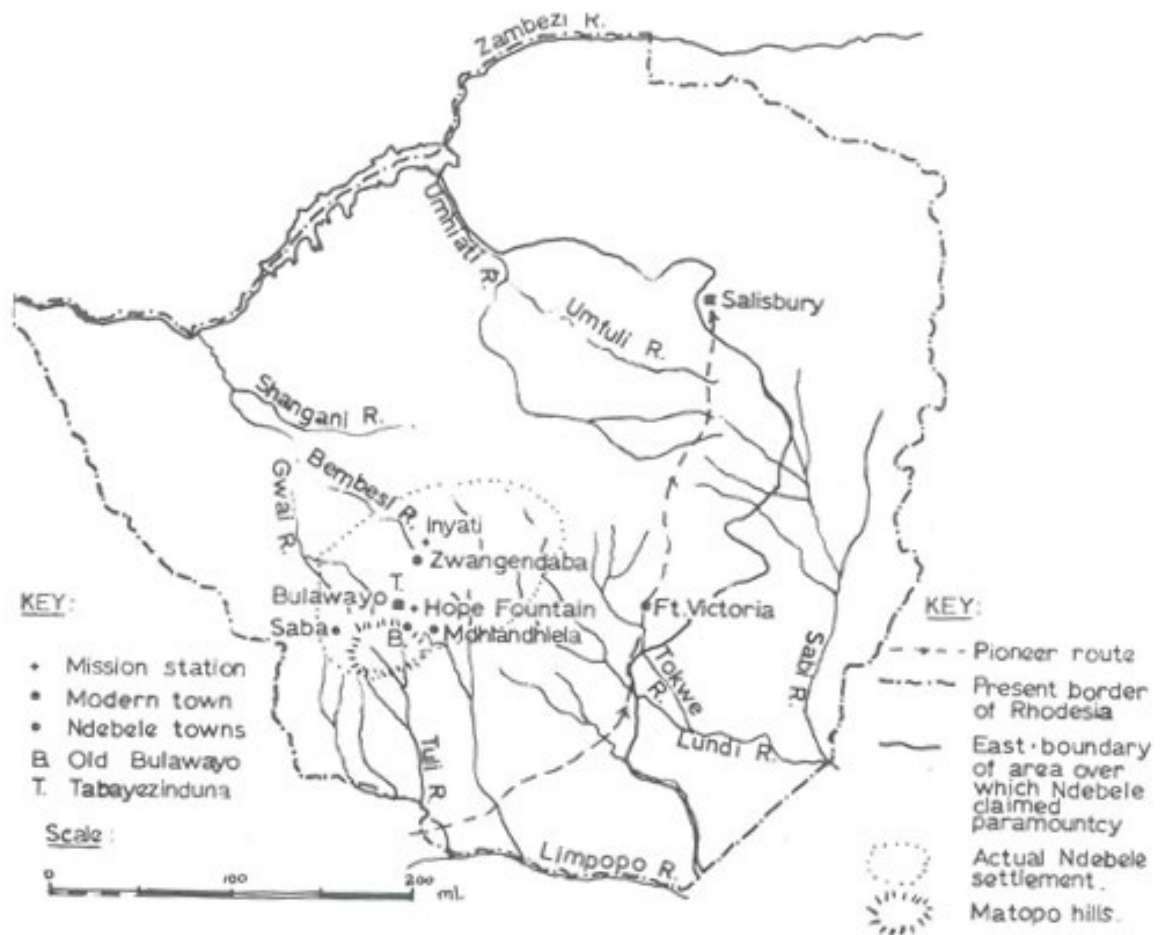 Zambezi R.
Umniati R.
Salisbury
Umfuli R.
Shangani R.
Bembesi R.
Gwai R.
Inyati
Zwangendaba
T.
Bulawayo
Hope Fountain
Ft. Victoria
Saba
B.
Mdhlandhlela
Tokwe R.
Sabi R.
Lundi R.
Tuli R.
Limpopo R.
KEY:
Mission station
Modern town
Ndebele towns
B. Old Bulawayo
T. Tabayezinduna
Scale:
0 100 200 ml.
KEY:
Pioneer route
Present border
of Rhodesia
East boundary
of area over
which Ndebele
claimed
paramountcy
Actual Ndebele
settlement.
Matopo hills.